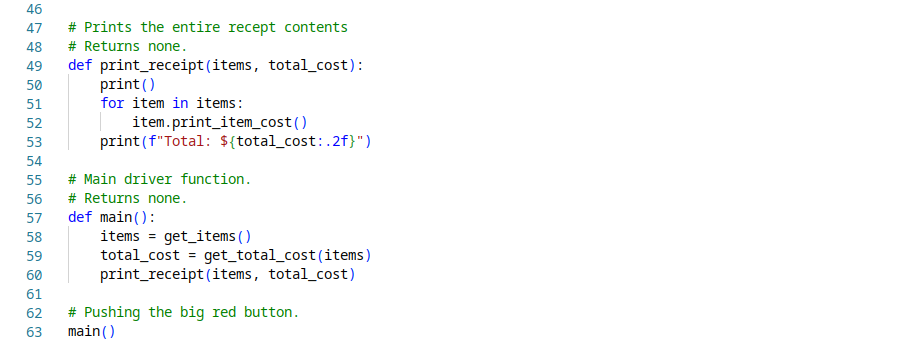 46
47 # Prints the entire recept contents
48 # Returns none.
49 def print_receipt(items, total_cost):
50     print()
51     for item in items:
52         item.print_item_cost()
53     print(f"Total: ${total_cost:.2f}")
54
55 # Main driver function.
56 # Returns none.
57 def main():
58     items = get_items()
59     total_cost = get_total_cost(items)
60     print_receipt(items, total_cost)
61
62 # Pushing the big red button.
63 main()